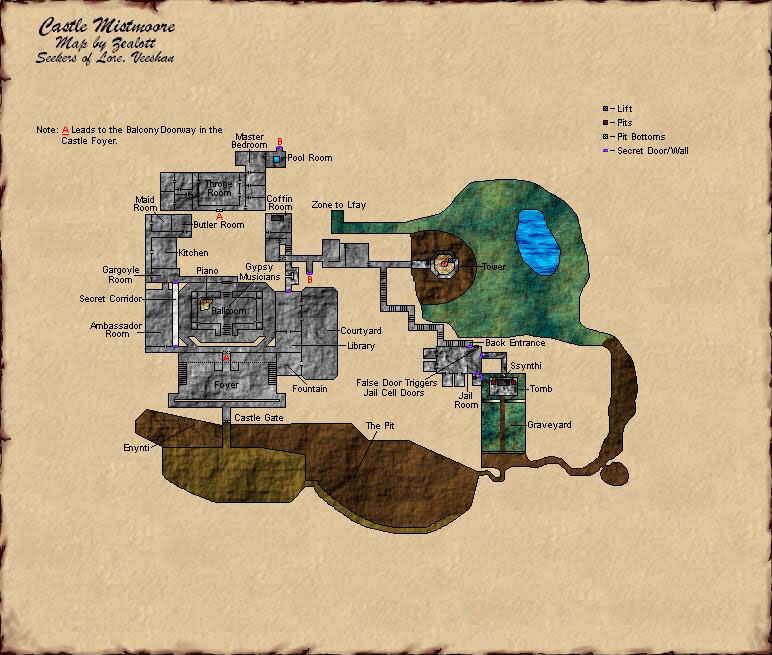 Castle Mistmoore
Map by Zealott
Seekers of Lore, Veeshan
- Lift
- Pits
- Pit Bottoms
- Secret Door/Wall
Note: A Leads to the Balcony Doorway in the
Castle Foyer.
Master
Bedroom
B
Pool Room
Throne
Room
A
Maid
Room
Butler Room
Coffin
Room
Zone to Lfay
Kitchen
Gargoyle
Room
Piano
Gypsy
Musicians
B
Tower
Secret Corridor
Ballroom
Ambassador
Room
Courtyard
Library
A
Foyer
Fountain
Back Entrance
False Door Triggers
Jail Cell Doors
Jail
Room
Ssynthi
Tomb
Graveyard
Castle Gate
The Pit
Enynti